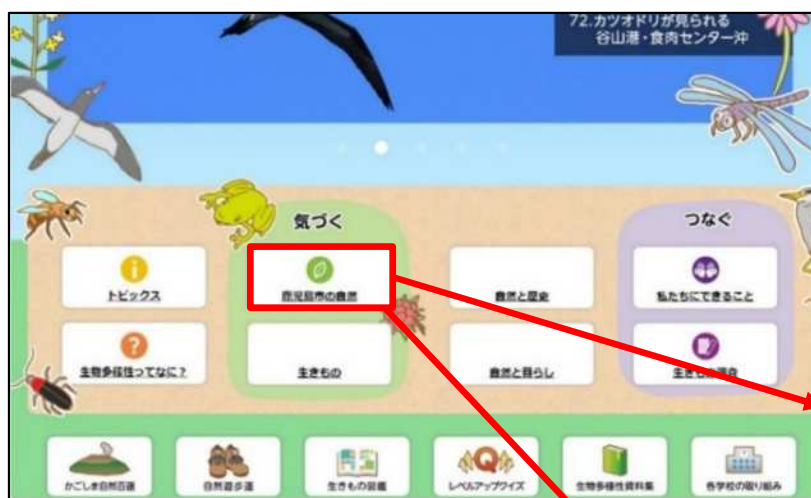 72.カツオドリが見られる
谷山港・食肉センター沖
気づく
つなぐ
トピックス
鹿児島市の自然
自然と歴史
私たちにできること
生物多様性ってなに？
生きもの
自然と暮らし
生きもの
かごしま自然百選
自然遊歩道
生きもの図鑑
レベルアップクイズ
生物多様性資料集
各学校の取り組み